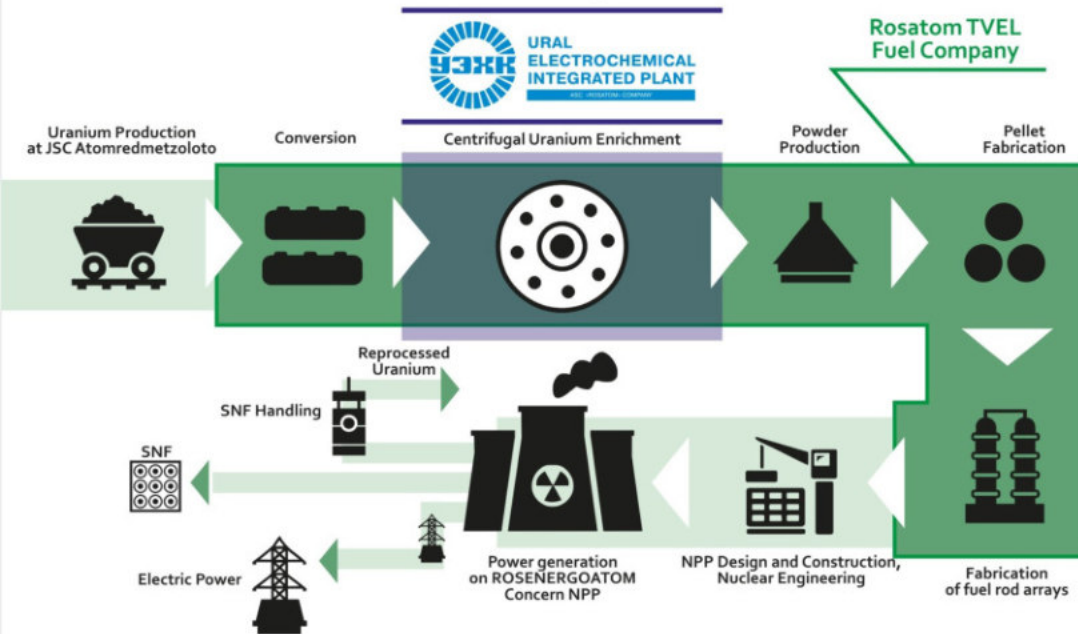 Rosatom TVEL
Fuel Company
УЭХК
URAL
ELECTROCHEMICAL
INTEGRATED PLANT
Uranium Production
at JSC Atomredmetzoloto
Conversion
Centrifugal Uranium Enrichment
Powder
Production
Pellet
Fabrication
Reprocessed
Uranium
SNF Handling
SNF
Electric Power
Power generation
on ROSENERGOATOM
Concern NPP
NPP Design and Construction,
Nuclear Engineering
Fabrication
of fuel rod arrays